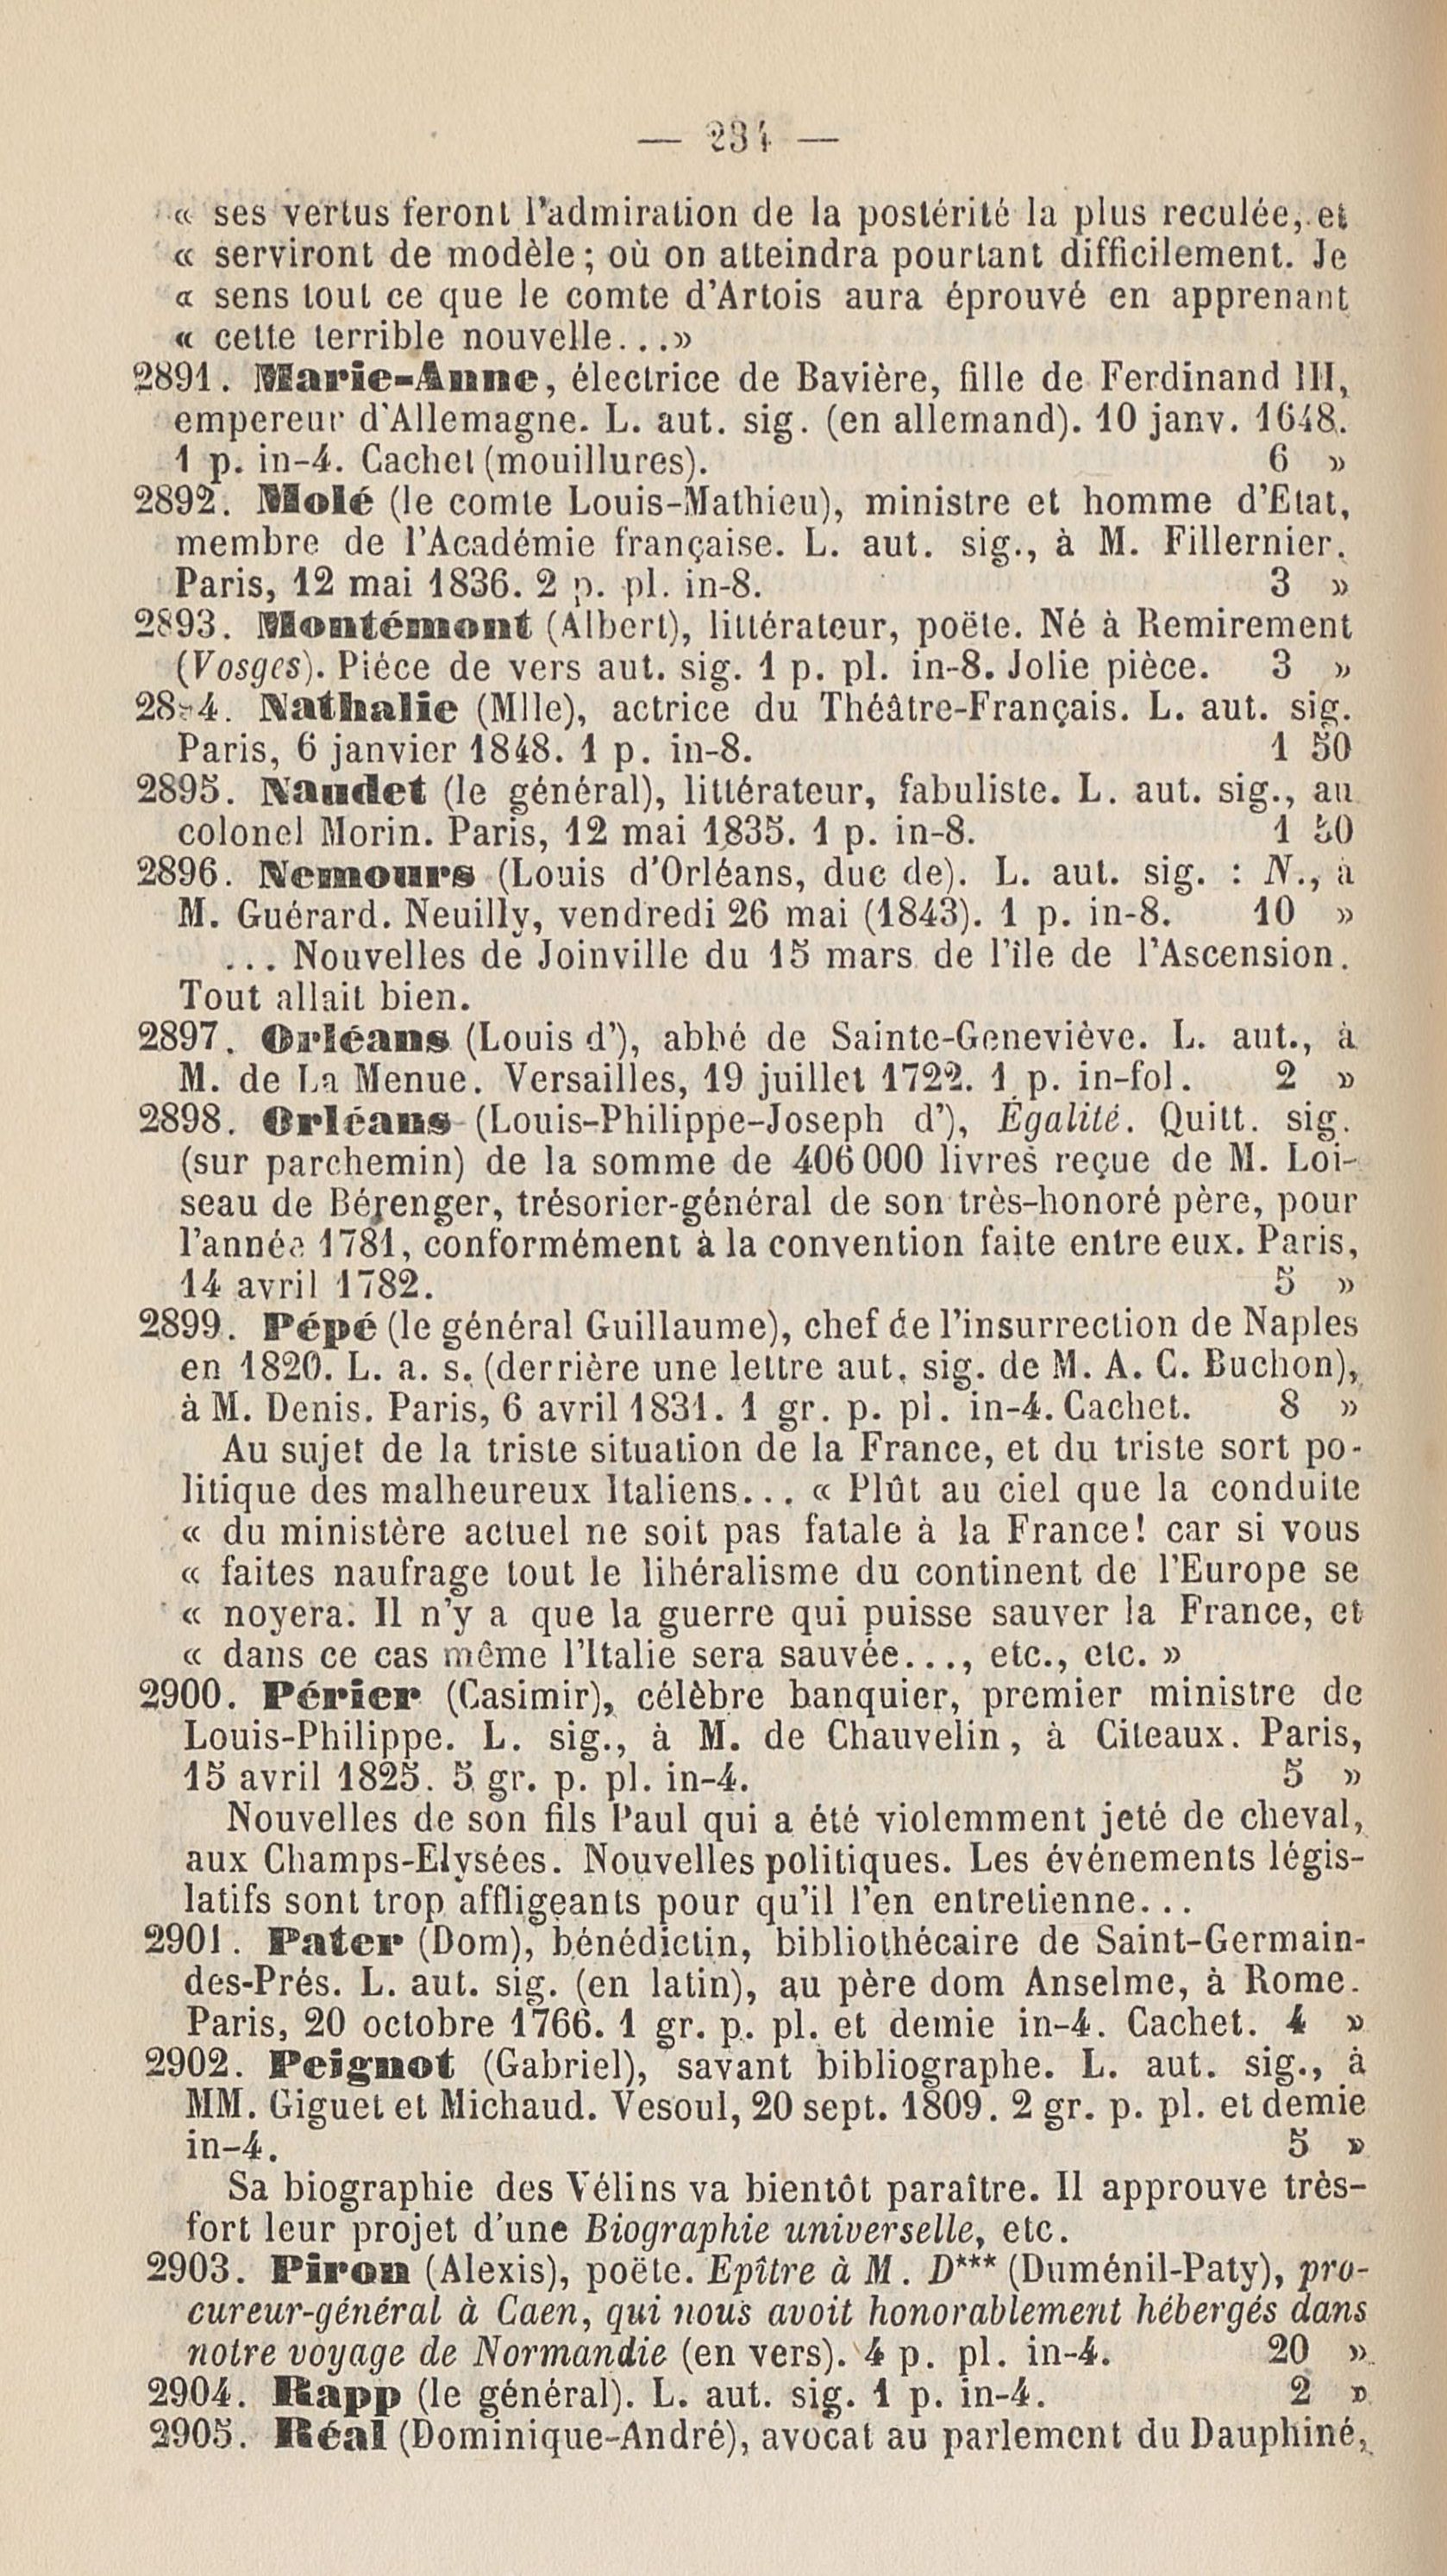 — 234 —
« ses vertus feront l'admiration de la postérité la plus reculée, et
« serviront de modèle; où on atteindra pourtant difficilement. Je
« sens tout ce que le comte d'Artois aura éprouvé en apprenant
« cette terrible nouvelle...»
2891. Marie-Anne, électrice de Bavière, fille de Ferdinand III,
empereur d'Allemagne. L. aut. sig. (en allemand). 10 janv. 1648.
1 p. in-4. Cachet (mouillures). 6 »
2892. Molé (le comte Louis-Mathieu), ministre et homme d'Etat,
membre de l'Académie française. L. aut. sig., à M. Fillernier.
Paris, 12 mai 1836. 2 p. pl. in-8. 3 »
2893. Montémont (Albert), littérateur, poëte. Né à Remirement
(Vosges). Piéce de vers aut. sig. 1 p. pl. in-8. Jolie pièce. 3 »
2894. Nathalie (Mlle), actrice du Théâtre-Français. L. aut. sig.
Paris, 6 janvier 1848. 1 p. in-8. 1 50
2895. Naudet (le général), littérateur, fabuliste. L. aut. sig., au
colonel Morin. Paris, 12 mai 1835. 1 p. in-8. 1 50
2896. Nemours (Louis d'Orléans, duc de). L. aut. sig. : N., à
M. Guérard. Neuilly, vendredi 26 mai (1843). 1 p. in-8. 10 »
... Nouvelles de Joinville du 15 mars de l'île de l'Ascension.
Tout allait bien.
2897. Orléans (Louis d'), abbé de Sainte-Geneviève. L. aut., à
M. de La Menue. Versailles, 19 juillet 1722. 1 p. in-fol. 2 »
2898. Orléans (Louis-Philippe-Joseph d'), Égalité. Quitt. sig.
(sur parchemin) de la somme de 406 000 livres reçue de M. Loi-
seau de Bérenger, trésorier-général de son très-honoré père, pour
l'année 1781, conformément à la convention faite entre eux. Paris,
14 avril 1782. 5 »
2899. Pépé (le général Guillaume), chef de l'insurrection de Naples
en 1820. L. a. s. (derrière une lettre aut. sig. de M. A. C. Buchon),
à M. Denis. Paris, 6 avril 1831. 1 gr. p. pl. in-4. Cachet. 8 »
Au sujet de la triste situation de la France, et du triste sort po-
litique des malheureux Italiens... « Plût au ciel que la conduite
« du ministère actuel ne soit pas fatale à la France! car si vous
« faites naufrage tout le lihéralisme du continent de l'Europe se
« noyera. Il n'y a que la guerre qui puisse sauver la France, et
« dans ce cas même l'Italie sera sauvée..., etc., etc. »
2900. Périer (Casimir), célèbre banquier, premier ministre de
Louis-Philippe. L. sig., à M. de Chauvelin, à Citeaux. Paris,
15 avril 1825. 5 gr. p. pl. in-4. 5 »
Nouvelles de son fils Paul qui a été violemment jeté de cheval,
aux Champs-Elysées. Nouvelles politiques. Les événements légis-
latifs sont trop affligeants pour qu'il l'en entretienne...
2901. Pater (Dom), bénédictin, bibliothécaire de Saint-Germain-
des-Prés. L. aut. sig. (en latin), au père dom Anselme, à Rome.
Paris, 20 octobre 1766. 1 gr. p. pl. et demie in-4. Cachet. 4 »
2902. Peignot (Gabriel), savant bibliographe. L. aut. sig., à
MM. Giguet et Michaud. Vesoul, 20 sept. 1809. 2 gr. p. pl. et demie
in-4. 5 »
Sa biographie des Vélins va bientôt paraître. Il approuve très-
fort leur projet d'une Biographie universelle, etc.
2903. Piron (Alexis), poëte. Epître à M. D*** (Duménil-Paty), pro-
cureur-général à Caen, qui nous avoit honorablement hébergés dans
notre voyage de Normandie (en vers). 4 p. pl. in-4. 20 »
2904. Rapp (le général). L. aut. sig. 1 p. in-4. 2 »
2905. Réal (Dominique-André), avocat au parlement du Dauphiné,